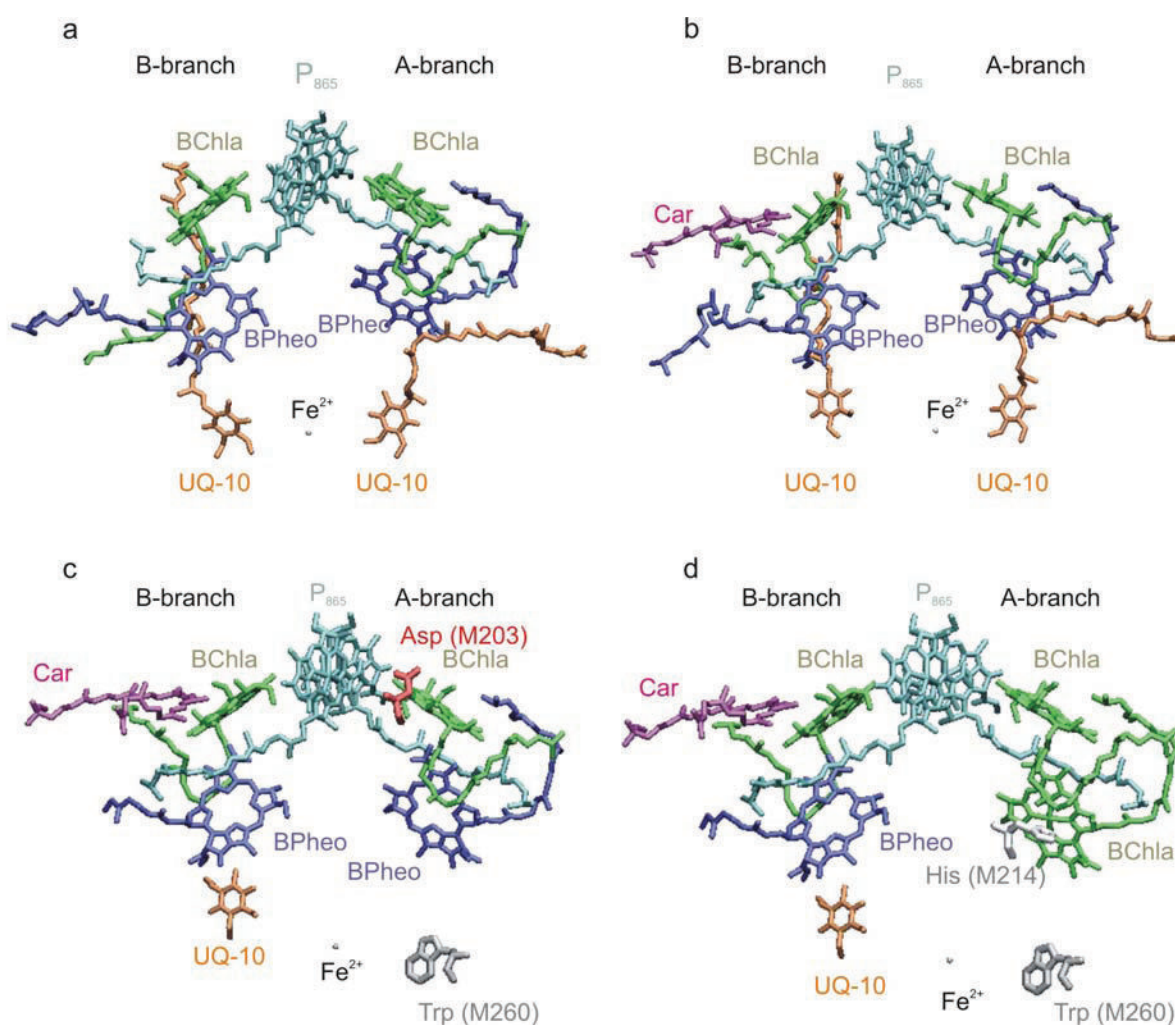 a
B-branch
P865
A-branch
BChla
BChla
BPheo
BPheo
Fe2+
UQ-10
UQ-10
b
B-branch
P865
A-branch
BChla
BChla
Car
BPheo
BPheo
Fe2+
UQ-10
UQ-10
c
B-branch
P865
A-branch
Asp (M203)
BChla
BChla
Car
BPheo
BPheo
UQ-10
Fe2+
Trp (M260)
d
B-branch
P865
A-branch
BChla
BChla
Car
BPheo
BChla
His (M214)
UQ-10
Fe2+
Trp (M260)